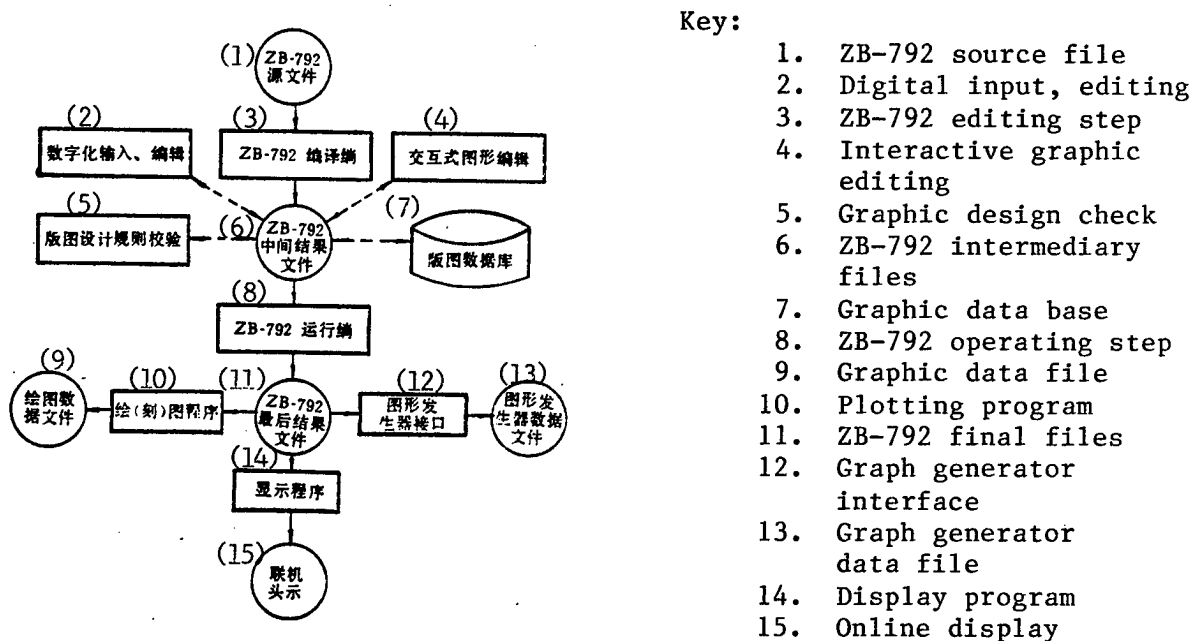 (1)
ZB-792
源文件
(2)
数字化输入、编辑
(3)
ZB-792 编译编
(4)
交互式图形编辑
(5)
版图设计规则校验
(6)
ZB-792
中间结果
文件
(7)
版图数据库
(8)
ZB-792 运行编
(9)
绘图数
据文件
(10)
绘(刻)图程序
(11)
ZB-792
最后结果
文件
(12)
图形发
生器接口
(13)
图形发
生器数据
文件
(14)
显示程序
(15)
联机
头示
Key:
1. ZB-792 source file
2. Digital input, editing
3. ZB-792 editing step
4. Interactive graphic
editing
5. Graphic design check
6. ZB-792 intermediary
files
7. Graphic data base
8. ZB-792 operating step
9. Graphic data file
10. Plotting program
11. ZB-792 final files
12. Graph generator
interface
13. Graph generator
data file
14. Display program
15. Online display